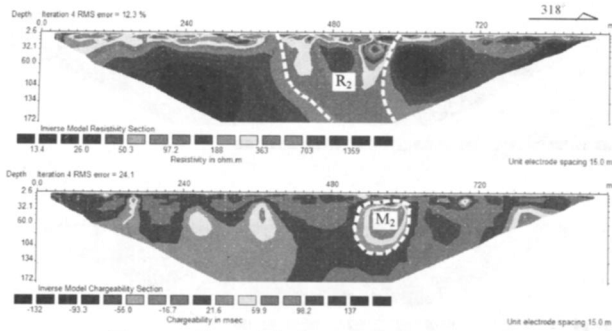 Depth Iteration 4 RMS error = 12.3 % 318°
0.0 240 480 720 m
2.6
32.1
60.0
104.
134.
172.
R2
Inverse Model Resistivity Section
13.4 26.0 50.3 97.2 188 363 703 1359
Resistivity in ohm.m
Unit electrode spacing 15.0 m
Depth Iteration 4 RMS error = 24.1
0.0 240 480 720 m
2.6
32.1
60.0
104.
134.
172.
M2
Inverse Model Chargeability Section
-132 -93.3 -55.0 -16.7 21.6 59.9 98.2 137
Chargeability in msec
Unit electrode spacing 15.0 m